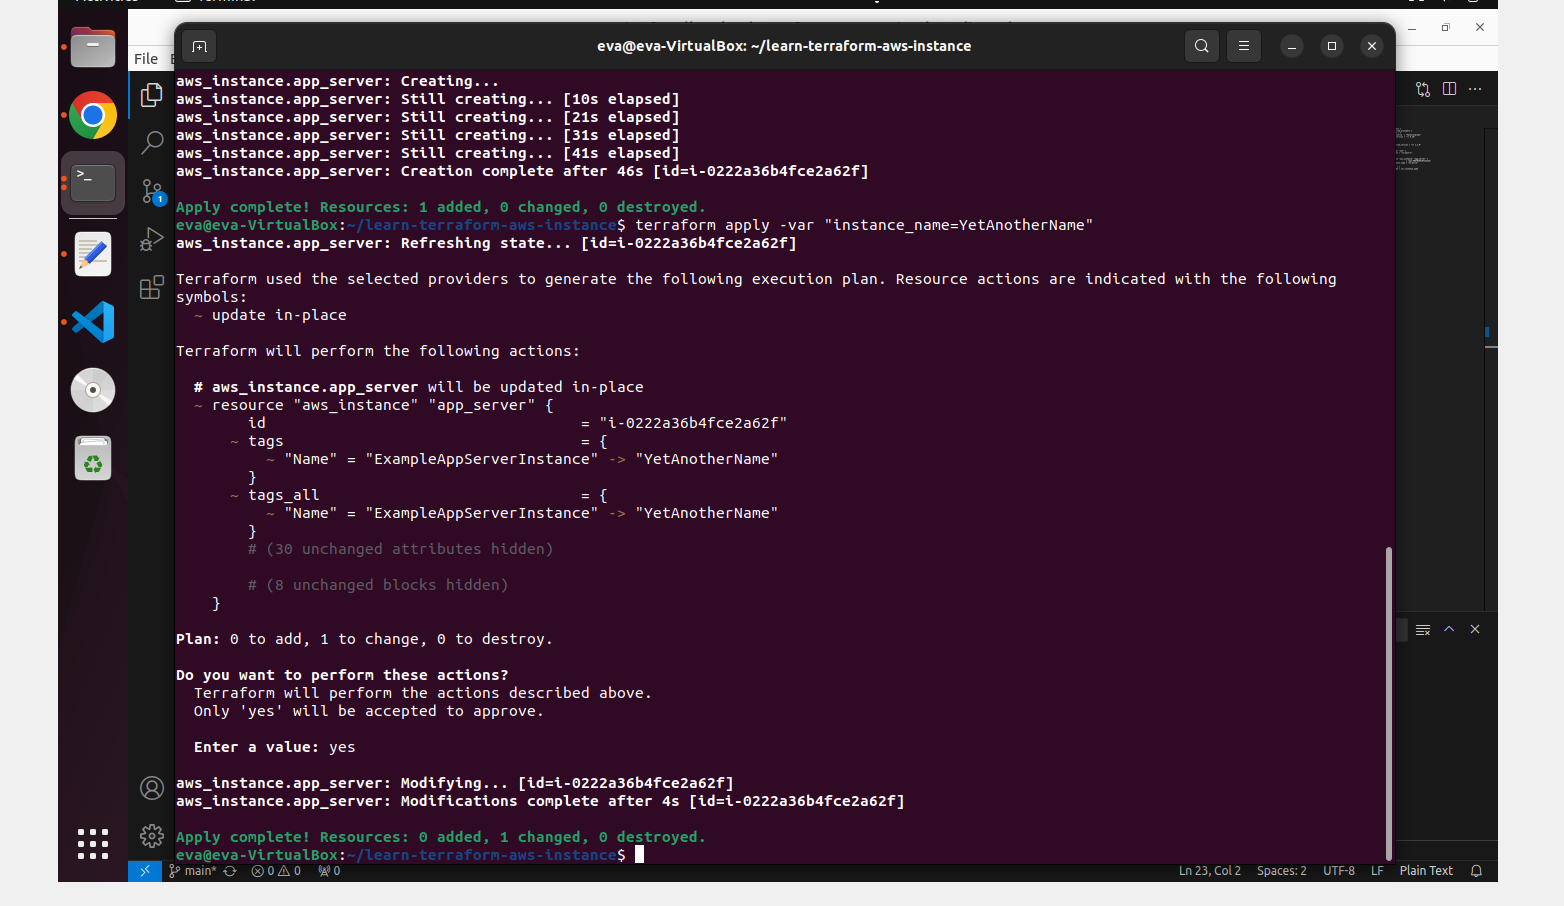 eva@eva-VirtualBox: ~/learn-terraform-aws-instance
File
aws_instance.app_server: Creating...
aws_instance.app_server: Still creating... [10s elapsed]
aws_instance.app_server: Still creating... [21s elapsed]
aws_instance.app_server: Still creating... [31s elapsed]
aws_instance.app_server: Still creating... [41s elapsed]
aws_instance.app_server: Creation complete after 46s [id=i-0222a36b4fce2a62f]
Apply complete! Resources: 1 added, 0 changed, 0 destroyed.
eva@eva-VirtualBox:~/learn-terraform-aws-instance$ terraform apply -var "instance_name=YetAnotherName"
aws_instance.app_server: Refreshing state... [id=i-0222a36b4fce2a62f]
Terraform used the selected providers to generate the following execution plan. Resource actions are indicated with the following
symbols:
~ update in-place
Terraform will perform the following actions:
# aws_instance.app_server will be updated in-place
~ resource "aws_instance" "app_server" {
id = "i-0222a36b4fce2a62f"
~ tags = {
~ "Name" = "ExampleAppServerInstance" -> "YetAnotherName"
}
~ tags_all = {
~ "Name" = "ExampleAppServerInstance" -> "YetAnotherName"
}
# (30 unchanged attributes hidden)
# (8 unchanged blocks hidden)
}
Plan: 0 to add, 1 to change, 0 to destroy.
Do you want to perform these actions?
Terraform will perform the actions described above.
Only 'yes' will be accepted to approve.
Enter a value: yes
aws_instance.app_server: Modifying... [id=i-0222a36b4fce2a62f]
aws_instance.app_server: Modifications complete after 4s [id=i-0222a36b4fce2a62f]
Apply complete! Resources: 0 added, 1 changed, 0 destroyed.
eva@eva-VirtualBox:~/learn-terraform-aws-instance$
main* 0 0 0 Ln 23, Col 2 Spaces: 2 UTF-8 LF Plain Text
>_
1